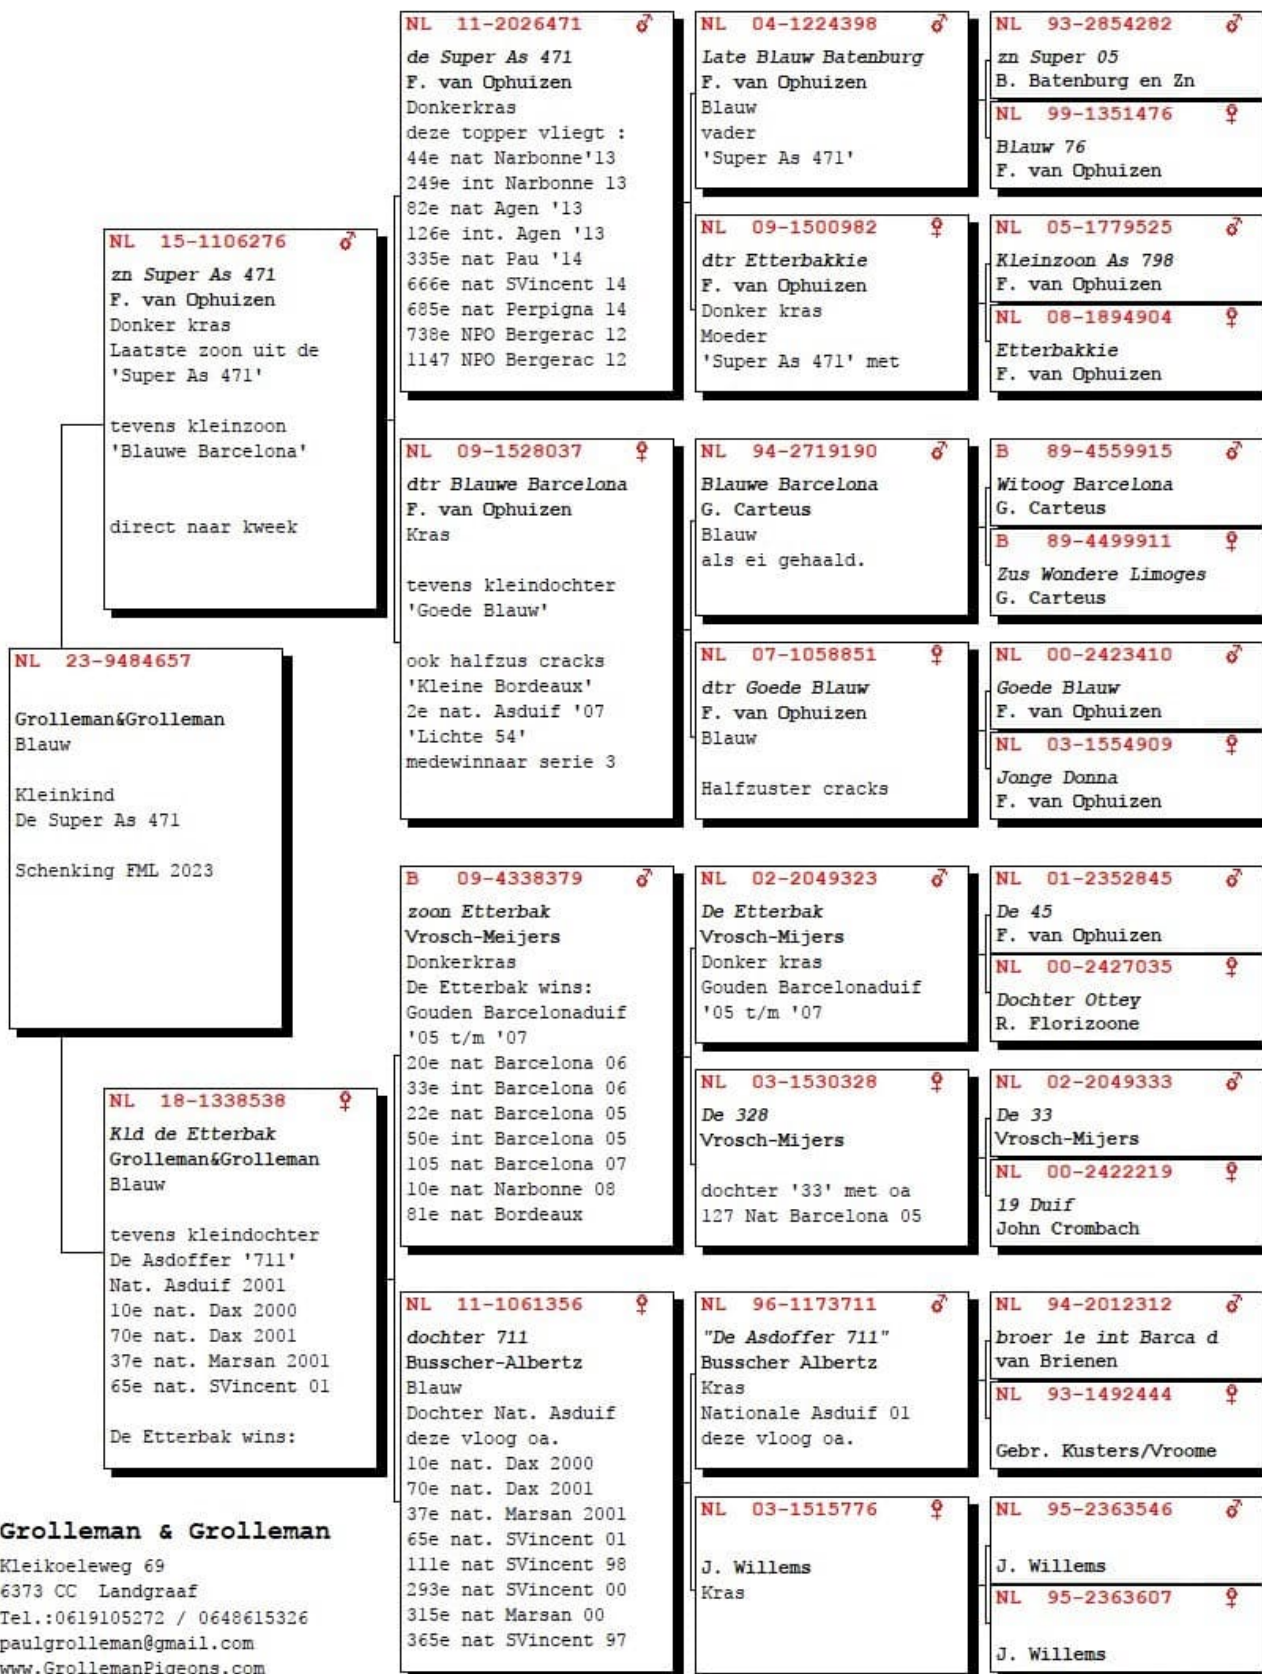 NL 23-9484657
Grolleman&Grolleman
Blauw
Kleinkind
De Super As 471
Schenking FML 2023
NL 15-1106276 ♂
zn Super As 471
F. van Ophuizen
Donker kras
Laatste zoon uit de
'Super As 471'
tevens kleinzoon
'Blauwe Barcelona'
direct naar kweek
NL 18-1338538 ♀
Kld de Etterbak
Grolleman&Grolleman
Blauw
tevens kleindochter
De Asdoffer '711'
Nat. Asduif 2001
10e nat. Dax 2000
70e nat. Dax 2001
37e nat. Marsan 2001
65e nat. SVincent 01
De Etterbak wins:
NL 11-2026471 ♂
de Super As 471
F. van Ophuizen
Donkerkras
deze topper vliegt :
44e nat Narbonne'13
249e int Narbonne 13
82e nat Agen '13
126e int. Agen '13
335e nat Pau '14
666e nat SVincent 14
685e nat Perpigna 14
738e NPO Bergerac 12
1147 NPO Bergerac 12
NL 09-1528037 ♀
dtr Blauwe Barcelona
F. van Ophuizen
Kras
tevens kleindochter
'Goede Blauw'
ook halfzus cracks
'Kleine Bordeaux'
2e nat. Asduif '07
'Lichte 54'
medewinnaar serie 3
B 09-4338379 ♂
zoon Etterbak
Vrosch-Meijers
Donkerkras
De Etterbak wins:
Gouden Barcelonaduif
'05 t/m '07
20e nat Barcelona 06
33e int Barcelona 06
22e nat Barcelona 05
50e int Barcelona 05
105 nat Barcelona 07
10e nat Narbonne 08
81e nat Bordeaux
NL 11-1061356 ♀
dochter 711
Busscher-Albertz
Blauw
Dochter Nat. Asduif
deze vloog oa.
10e nat. Dax 2000
70e nat. Dax 2001
37e nat. Marsan 2001
65e nat. SVincent 01
111e nat SVincent 98
293e nat SVincent 00
315e nat Marsan 00
365e nat SVincent 97
NL 04-1224398 ♂
Late Blauw Batenburg
F. van Ophuizen
Blauw
vader
'Super As 471'
NL 09-1500982 ♀
dtr Etterbakkie
F. van Ophuizen
Donker kras
Moeder
'Super As 471' met
NL 94-2719190 ♂
Blauwe Barcelona
G. Carteus
Blauw
als ei gehaald.
NL 07-1058851 ♀
dtr Goede Blauw
F. van Ophuizen
Blauw
Halfzuster cracks
NL 02-2049323 ♂
De Etterbak
Vrosch-Mijers
Donker kras
Gouden Barcelonaduif
'05 t/m '07
NL 03-1530328 ♀
De 328
Vrosch-Mijers
dochter '33' met oa
127 Nat Barcelona 05
NL 96-1173711 ♂
"De Asdoffer 711"
Busscher Albertz
Kras
Nationale Asduif 01
deze vloog oa.
NL 03-1515776 ♀
J. Willems
Kras
NL 93-2854282 ♂
zn Super 05
B. Batenburg en Zn
NL 99-1351476 ♀
Blauw 76
F. van Ophuizen
NL 05-1779525 ♂
Kleinzoon As 798
F. van Ophuizen
NL 08-1894904 ♀
Etterbakkie
F. van Ophuizen
B 89-4559915 ♂
Witoog Barcelona
G. Carteus
B 89-4499911 ♀
Zus Wondere Limoges
G. Carteus
NL 00-2423410 ♂
Goede Blauw
F. van Ophuizen
NL 03-1554909 ♀
Jonge Donna
F. van Ophuizen
NL 01-2352845 ♂
De 45
F. van Ophuizen
NL 00-2427035 ♀
Dochter Ottey
R. Florizoone
NL 02-2049333 ♂
De 33
Vrosch-Mijers
NL 00-2422219 ♀
19 Duif
John Crombach
NL 94-2012312 ♂
broer 1e int Barca d
van Brienen
NL 93-1492444 ♀
Gebr. Kusters/Vroome
NL 95-2363546 ♂
J. Willems
NL 95-2363607 ♀
J. Willems
Grolleman & Grolleman
Kleikoeleweg 69
6373 CC Landgraaf
Tel.:0619105272 / 0648615326
paulgrolleman@gmail.com
www.GrollemanPigeons.com